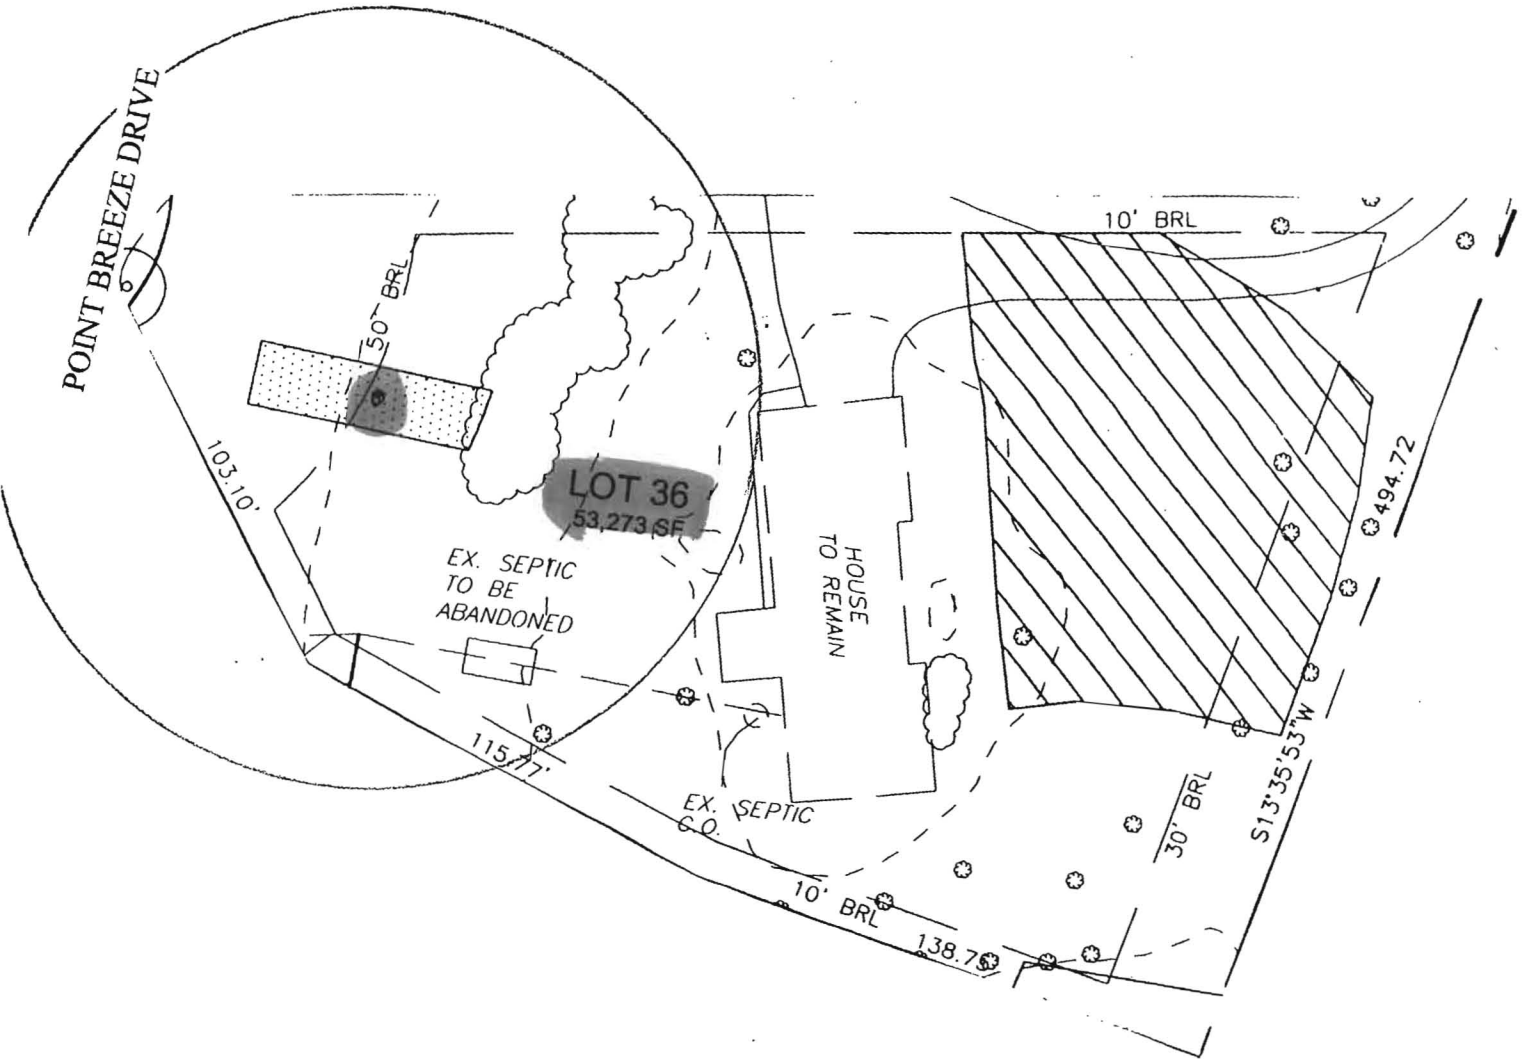 POINT BREEZE DRIVE
10' BRL
50' BRL
103.10'
LOT 36
53,273 SF
494.72
EX. SEPTIC
TO BE
ABANDONED
HOUSE
TO REMAIN
115.77'
EX. SEPTIC
C.O.
S13°35'53"W
30' BRL
10' BRL
138.75